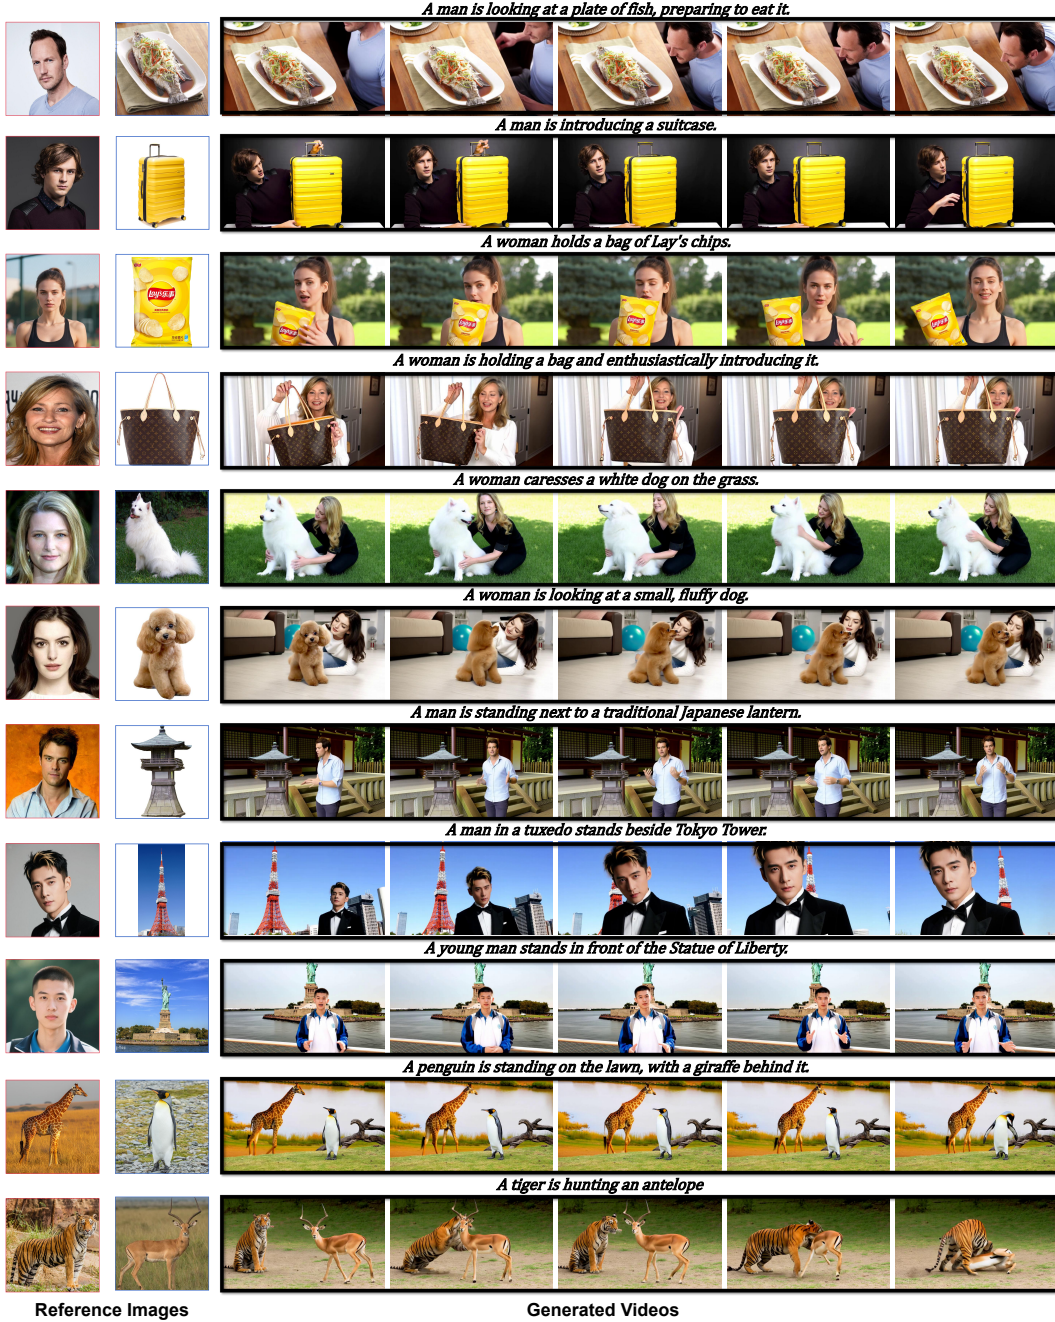 A man is looking at a plate of fish, preparing to eat it.
A man is introducing a suitcase.
A woman holds a bag of Lay's chips.
Lay's乐事
A woman is holding a bag and enthusiastically introducing it.
A woman caresses a white dog on the grass.
A woman is looking at a small, fluffy dog.
A man is standing next to a traditional Japanese lantern.
A man in a tuxedo stands beside Tokyo Tower.
A young man stands in front of the Statue of Liberty.
A penguin is standing on the lawn, with a giraffe behind it.
A tiger is hunting an antelope
Reference Images
Generated Videos